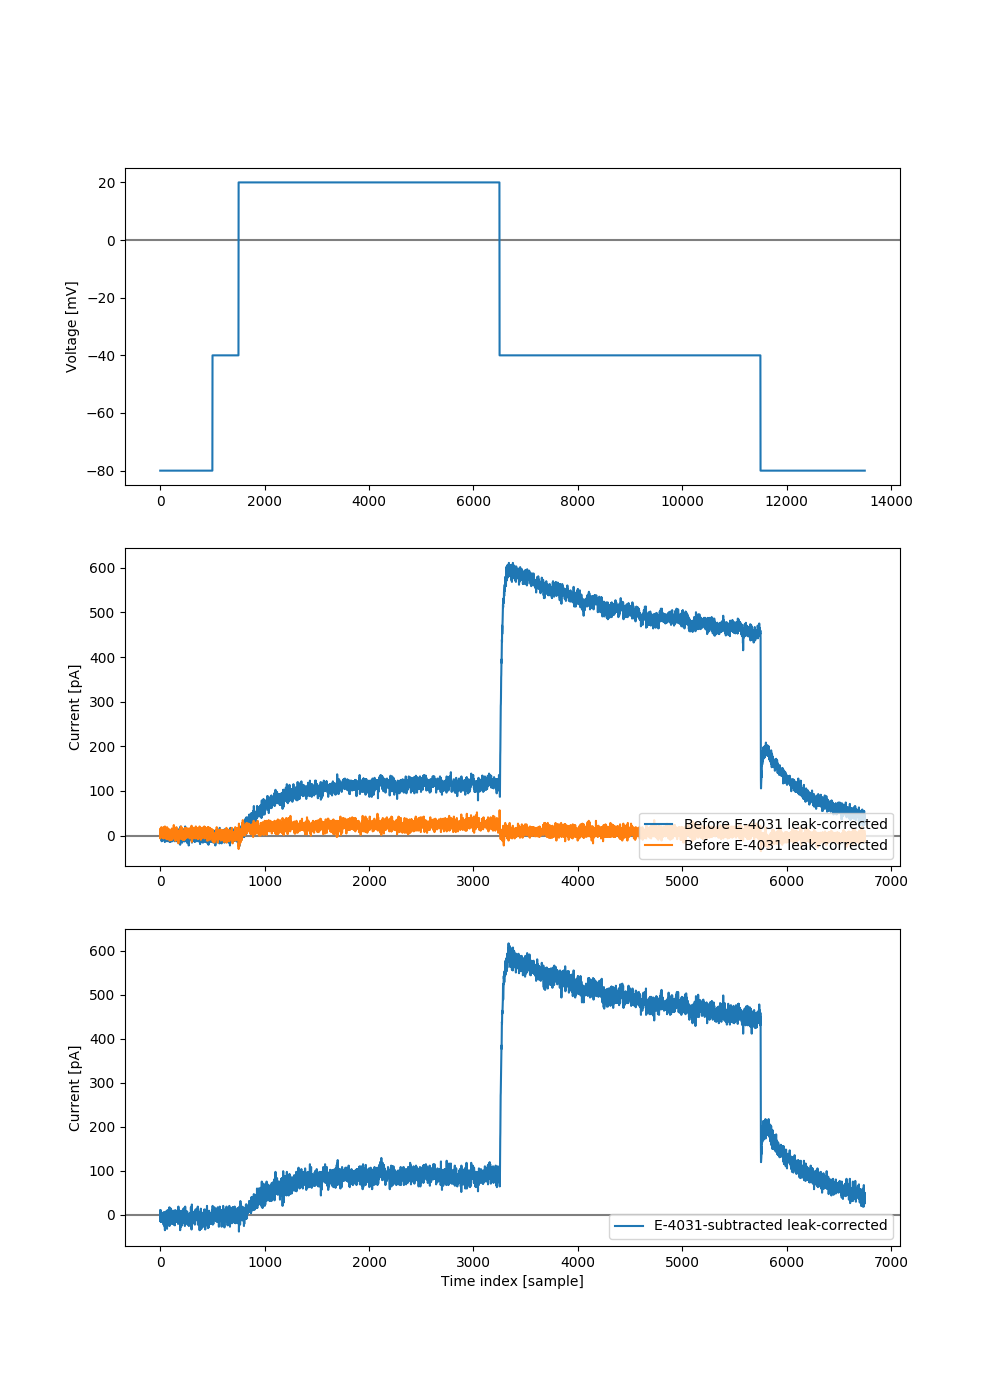 20
0
−20
−40
−60
−80
Voltage [mV]
0 2000 4000 6000 8000 10000 12000 14000
600
500
400
300
200
100
0
Current [pA]
Before E-4031 leak-corrected
Before E-4031 leak-corrected
0 1000 2000 3000 4000 5000 6000 7000
600
500
400
300
200
100
0
Current [pA]
E-4031-subtracted leak-corrected
0 1000 2000 3000 4000 5000 6000 7000
Time index [sample]